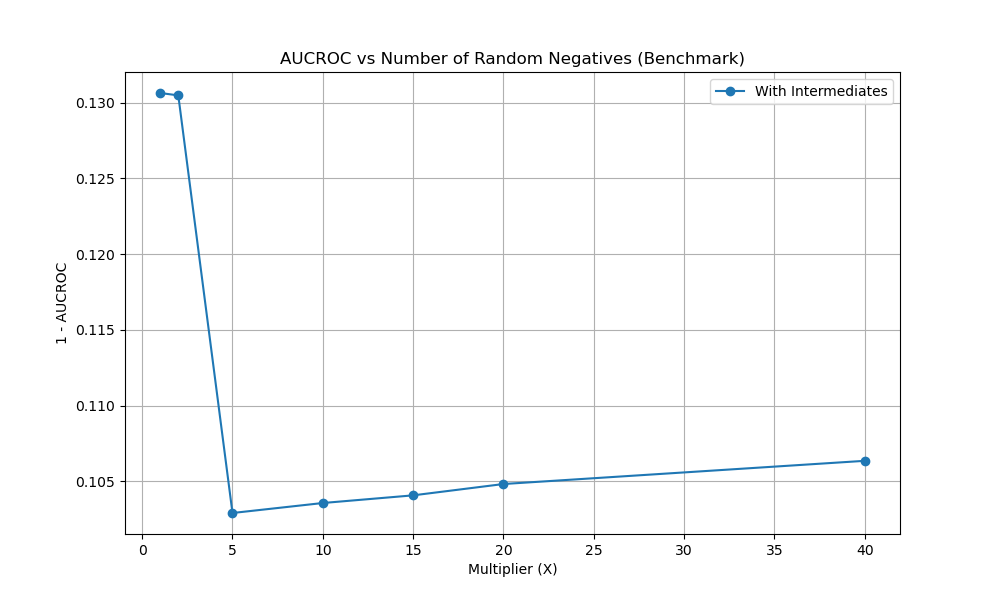 AUCROC vs Number of Random Negatives (Benchmark)
With Intermediates
1 - AUCROC
0.130
0.125
0.120
0.115
0.110
0.105
0 5 10 15 20 25 30 35 40
Multiplier (X)